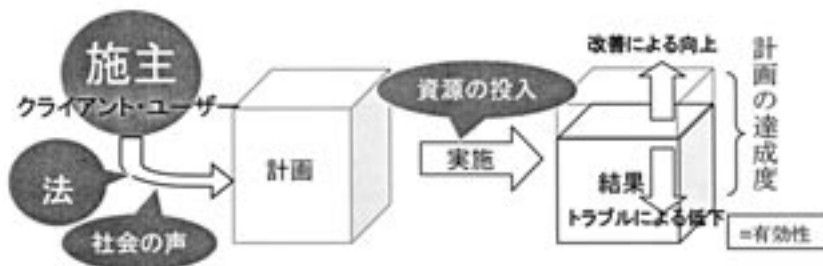 施主
クライアント・ユーザー
法
社会の声
計画
資源の投入
実施
改善による向上
結果
トラブルによる低下
計画の達成度
=有効性